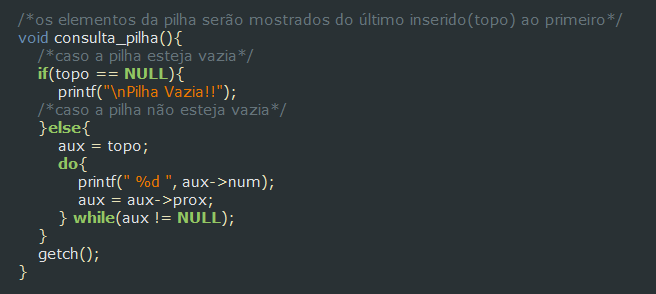 /*os elementos da pilha serão mostrados do último inserido(topo) ao primeiro*/
void consulta_pilha(){
/*caso a pilha esteja vazia*/
if(topo == NULL){
printf("\nPilha Vazia!!");
/*caso a pilha não esteja vazia*/
}else{
aux = topo;
do{
printf(" %d ", aux->num);
aux = aux->prox;
} while(aux != NULL);
}
getch();
}